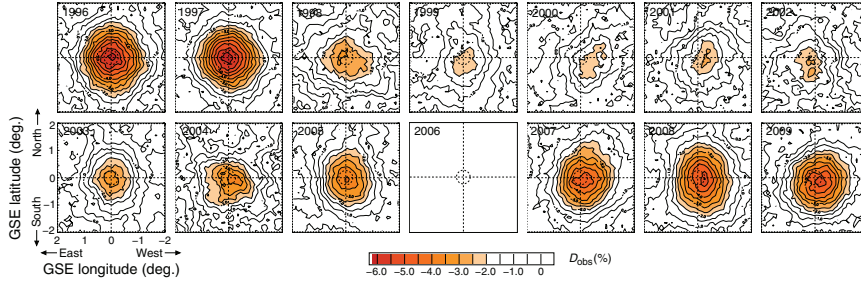 1996 1997 1998 1999 2000 2001 2002
2003 2004 2005 2006 2007 2008 2009
GSE latitude (deg.)
North
South
2
1
0
−1
−2
2 1 0 −1 −2
East West
GSE longitude (deg.)
−6.0 −5.0 −4.0 −3.0 −2.0 −1.0 0
Dobs(%)